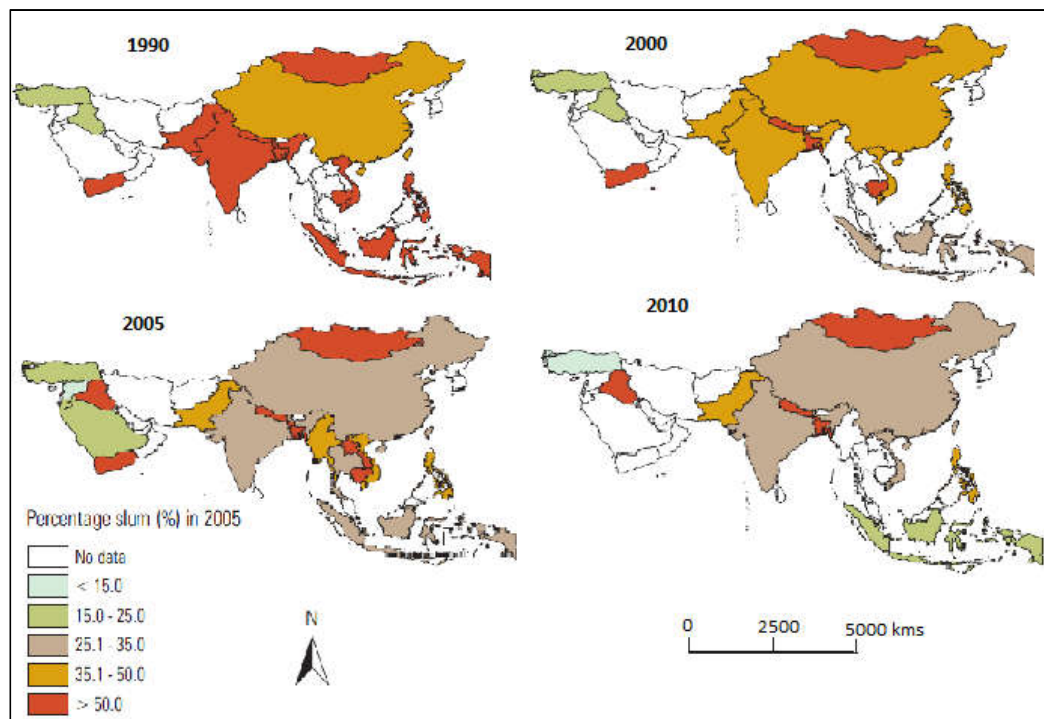 1990
2000
2005
2010
Percentage slum (%) in 2005
No data
< 15.0
15.0 - 25.0
25.1 - 35.0
35.1 - 50.0
> 50.0
N
0 2500 5000 kms